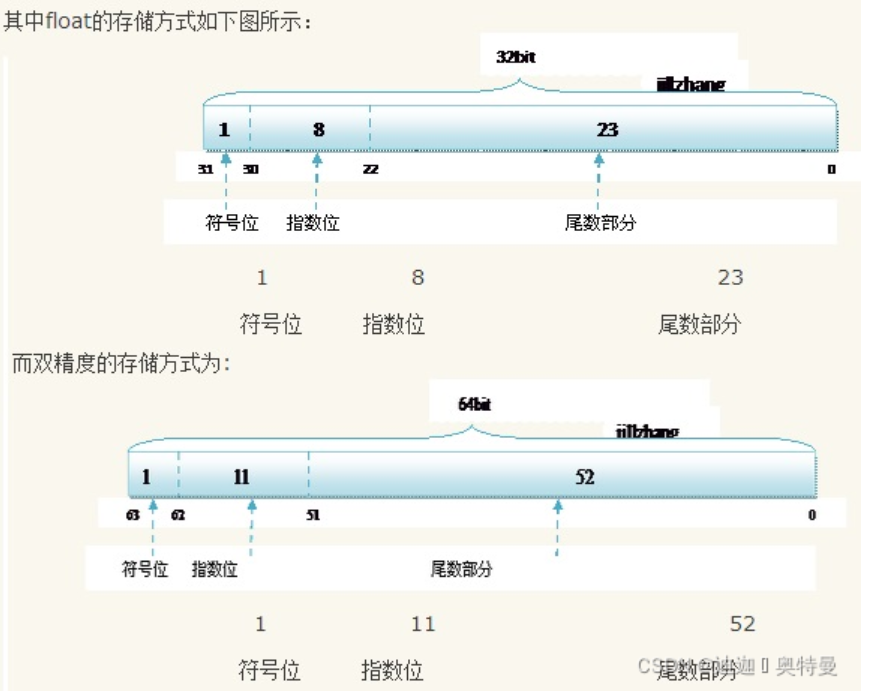 其中float的存储方式如下图所示：
32bit
jillzhang
1 8 23
31 30 22 0
符号位 指数位 尾数部分
1 8 23
符号位 指数位 尾数部分
而双精度的存储方式为：
64bit
jillzhang
1 11 52
63 62 51 0
符号位 指数位 尾数部分
1 11 52
符号位 指数位 尾数部分
奥特曼